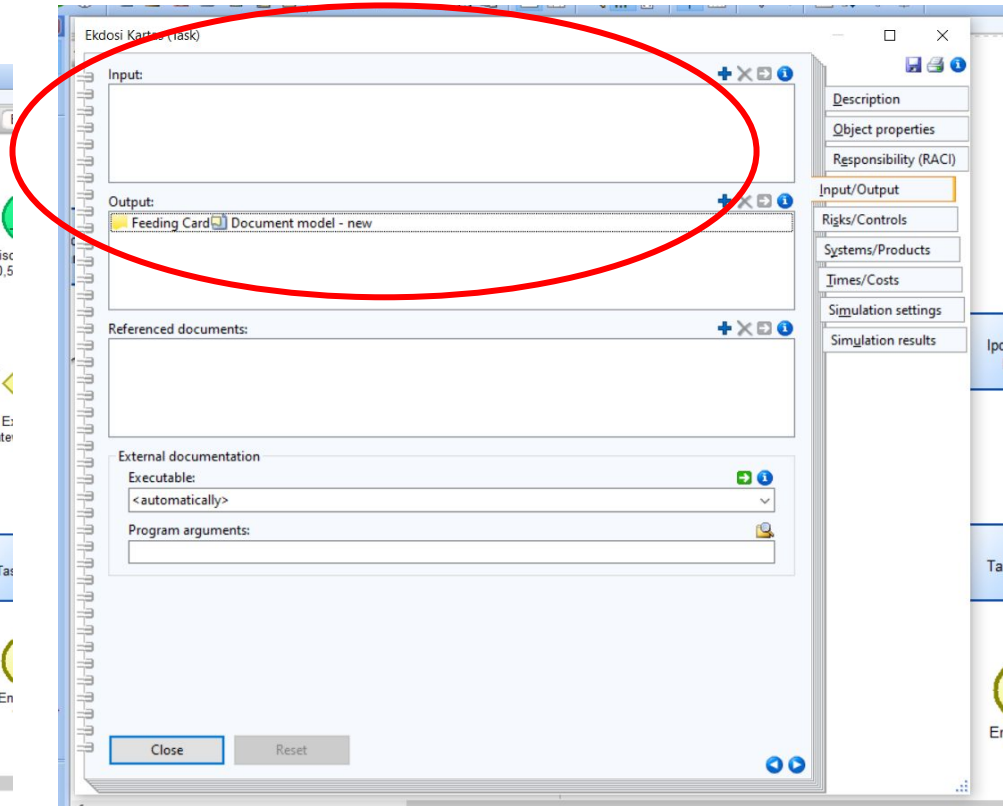 Ekdosi Kartas (Task)
Input:
Output:
Feeding Card Document model - new
Referenced documents:
External documentation
Executable:
<automatically>
Program arguments:
Close
Reset
Description
Object properties
Responsibility (RACI)
Input/Output
Risks/Controls
Systems/Products
Times/Costs
Simulation settings
Simulation results